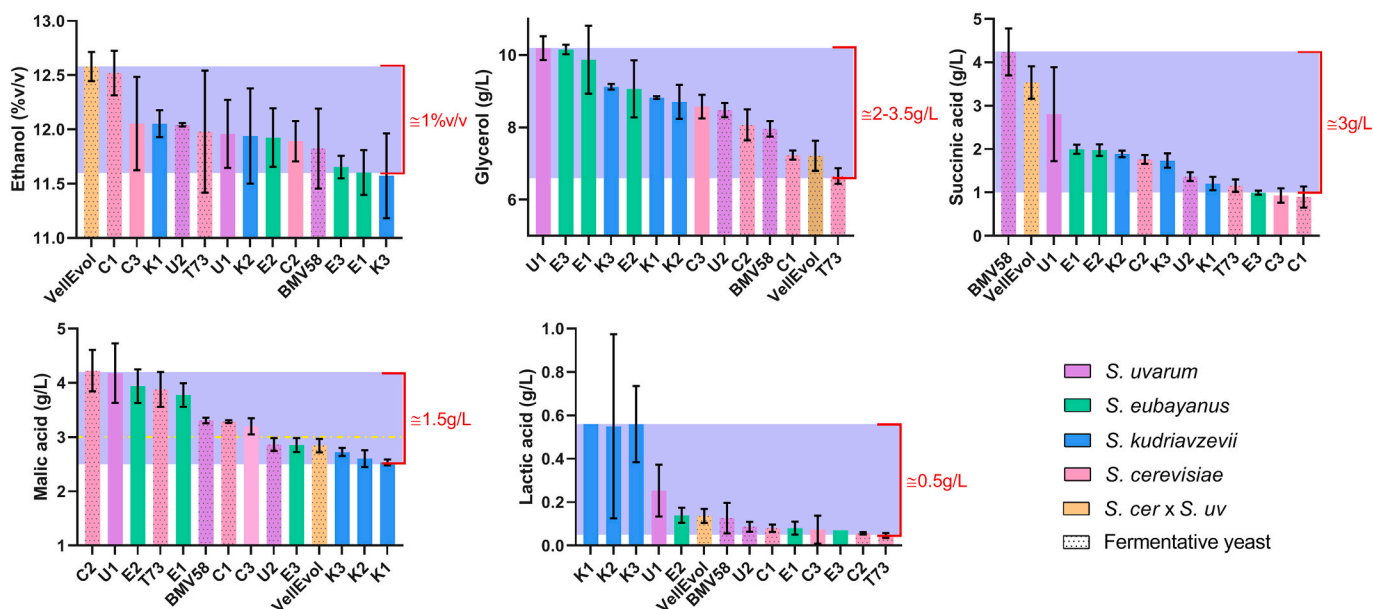 Ethanol (%v/v)
13.0
12.5
12.0
11.5
11.0
≅1%v/v
VellEvol C1 C3 K1 U2 T73 U1 K2 E2 C2 BMV58 E3 E1 K3
Glycerol (g/L)
10
8
6
≅2-3.5g/L
U1 E3 E1 K3 E2 K1 K2 C3 U2 C2 BMV58 C1 VellEvol T73
Succinic acid (g/L)
5
4
3
2
1
0
≅3g/L
BMV58 VellEvol U1 E1 E2 K2 C2 K3 U2 K1 T73 E3 C3 C1
Malic acid (g/L)
5
4
3
2
1
≅1.5g/L
C2 U1 E2 T73 E1 BMV58 C1 C3 U2 E3 VellEvol K3 K2 K1
Lactic acid (g/L)
1.0
0.8
0.6
0.4
0.2
0.0
≅0.5g/L
K1 K2 K3 U1 E2 VellEvol BMV58 U2 C1 E1 C3 E3 C2 T73
S. uvarum
S. eubayanus
S. kudriavzevii
S. cerevisiae
S. cer x S. uv
Fermentative yeast